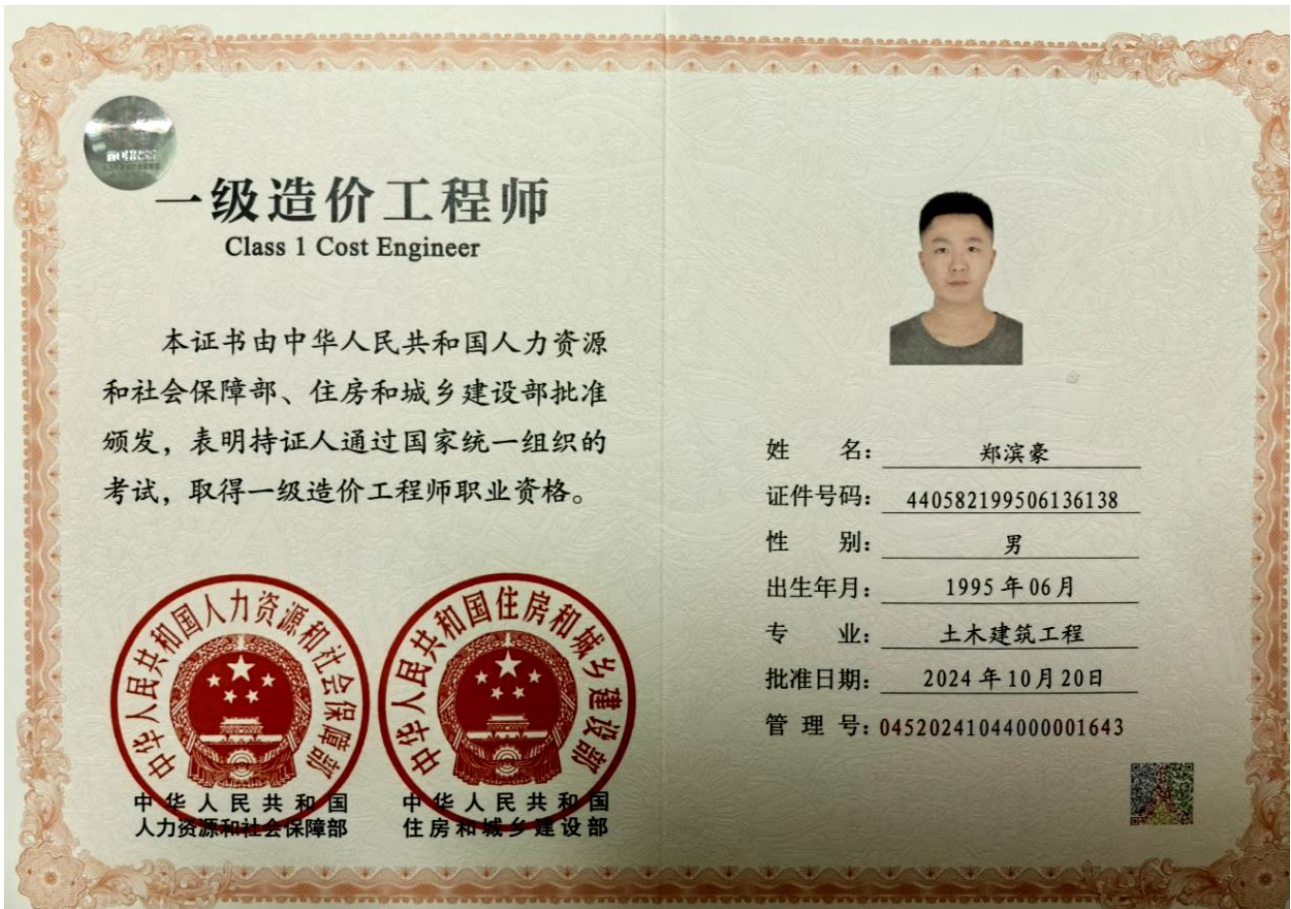 一级造价工程师
Class 1 Cost Engineer
本证书由中华人民共和国人力资源
和社会保障部、住房和城乡建设部批准
颁发，表明持证人通过国家统一组织的
考试，取得一级造价工程师职业资格。
中华人民共和国人力资源和社会保障部
中华人民共和国住房和城乡建设部
中华人民共和国
人力资源和社会保障部
中华人民共和国
住房和城乡建设部
姓 名：郑滨豪
证件号码：440582199506136138
性 别：男
出生年月：1995年06月
专 业：土木建筑工程
批准日期：2024年10月20日
管 理 号：04520241044000001643